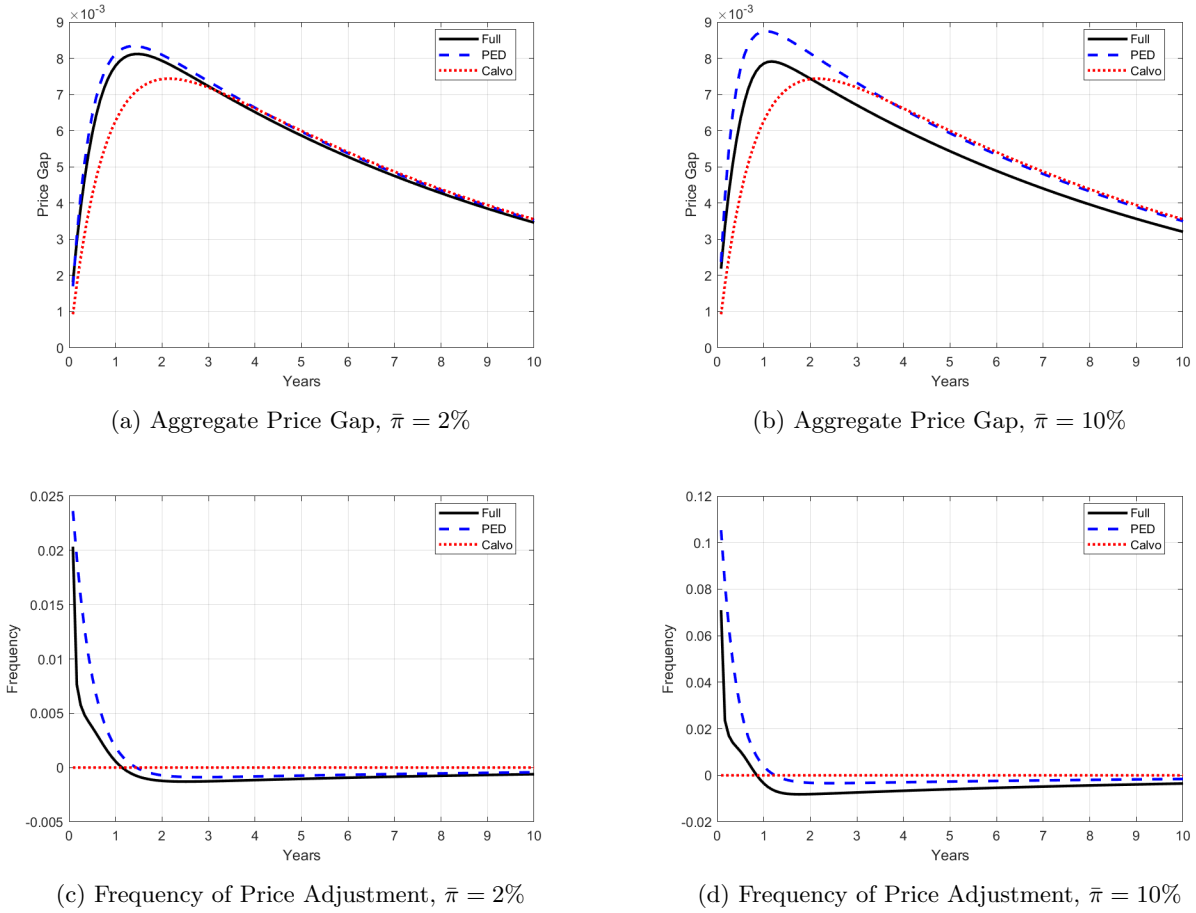 ×10⁻³
9
8
7
6
5
4
3
2
1
0
Price Gap
0 1 2 3 4 5 6 7 8 9 10
Years
Full
PED
Calvo
(a) Aggregate Price Gap, π̄ = 2%
×10⁻³
9
8
7
6
5
4
3
2
1
0
Price Gap
0 1 2 3 4 5 6 7 8 9 10
Years
Full
PED
Calvo
(b) Aggregate Price Gap, π̄ = 10%
0.025
0.02
0.015
0.01
0.005
0
-0.005
Frequency
0 1 2 3 4 5 6 7 8 9 10
Years
Full
PED
Calvo
(c) Frequency of Price Adjustment, π̄ = 2%
0.12
0.1
0.08
0.06
0.04
0.02
0
-0.02
Frequency
0 1 2 3 4 5 6 7 8 9 10
Years
Full
PED
Calvo
(d) Frequency of Price Adjustment, π̄ = 10%